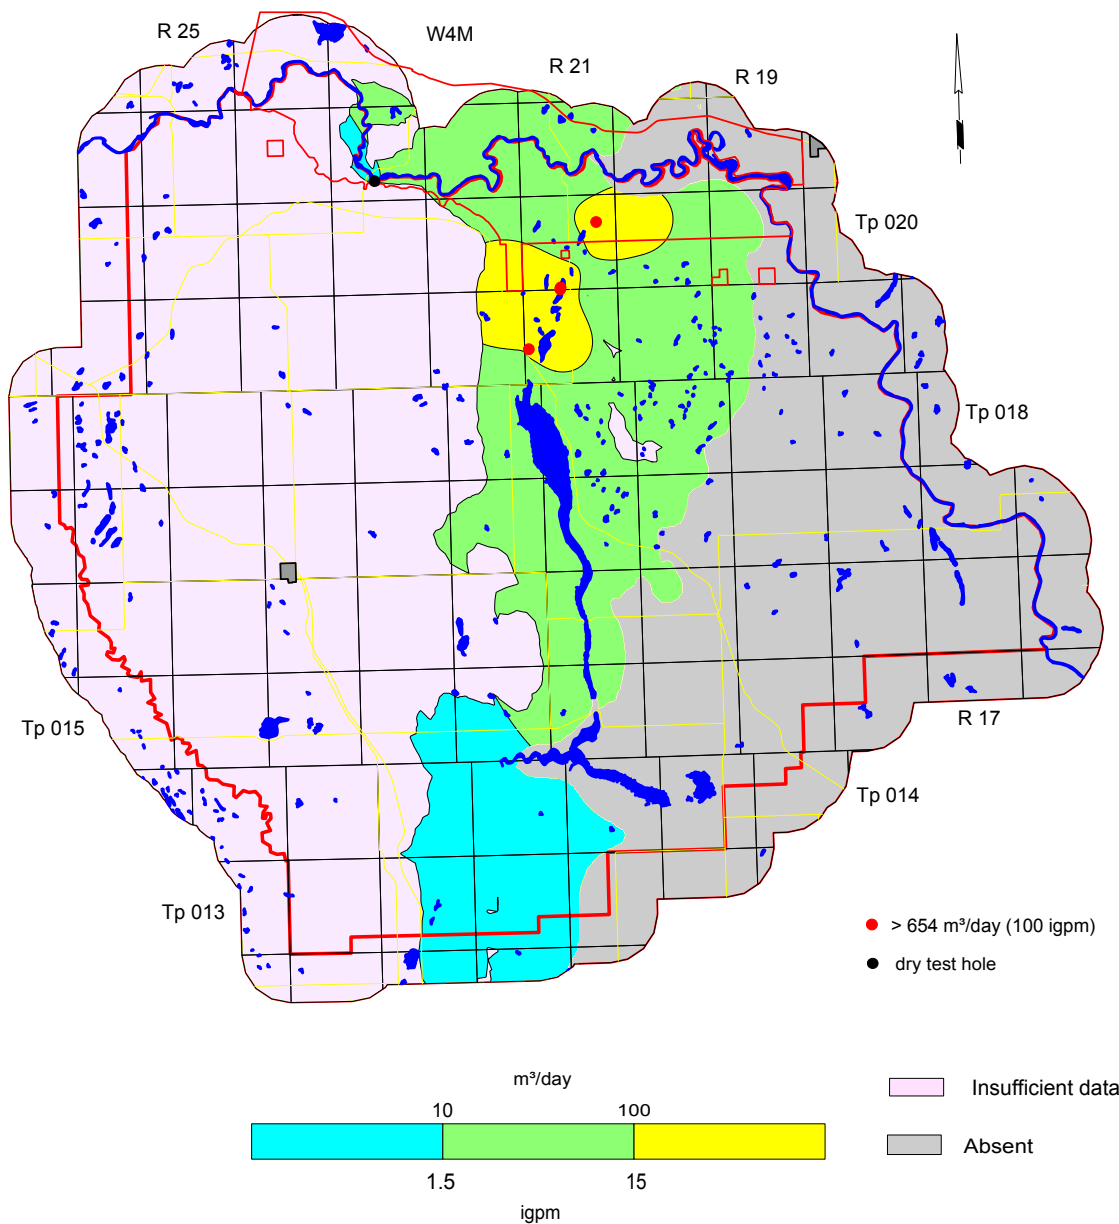 R 25
W4M
R 21
R 19
Tp 020
Tp 018
Tp 015
R 17
Tp 014
Tp 013
> 654 m³/day (100 igpm)
dry test hole
m³/day
10 100
1.5 15
igpm
Insufficient data
Absent